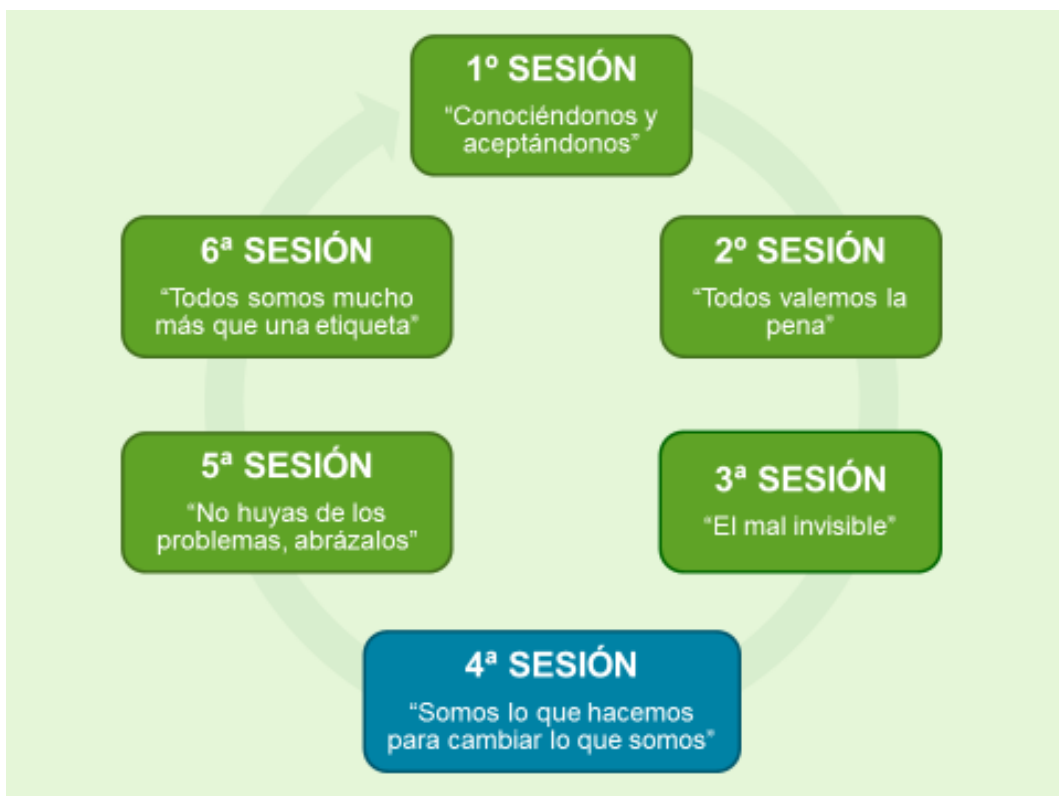 1º SESIÓN
“Conociéndonos y
aceptándonos”
2º SESIÓN
“Todos valemos la
pena”
3ª SESIÓN
“El mal invisible”
4ª SESIÓN
“Somos lo que hacemos
para cambiar lo que somos”
5ª SESIÓN
“No huyas de los
problemas, abrázalos”
6ª SESIÓN
“Todos somos mucho
más que una etiqueta”